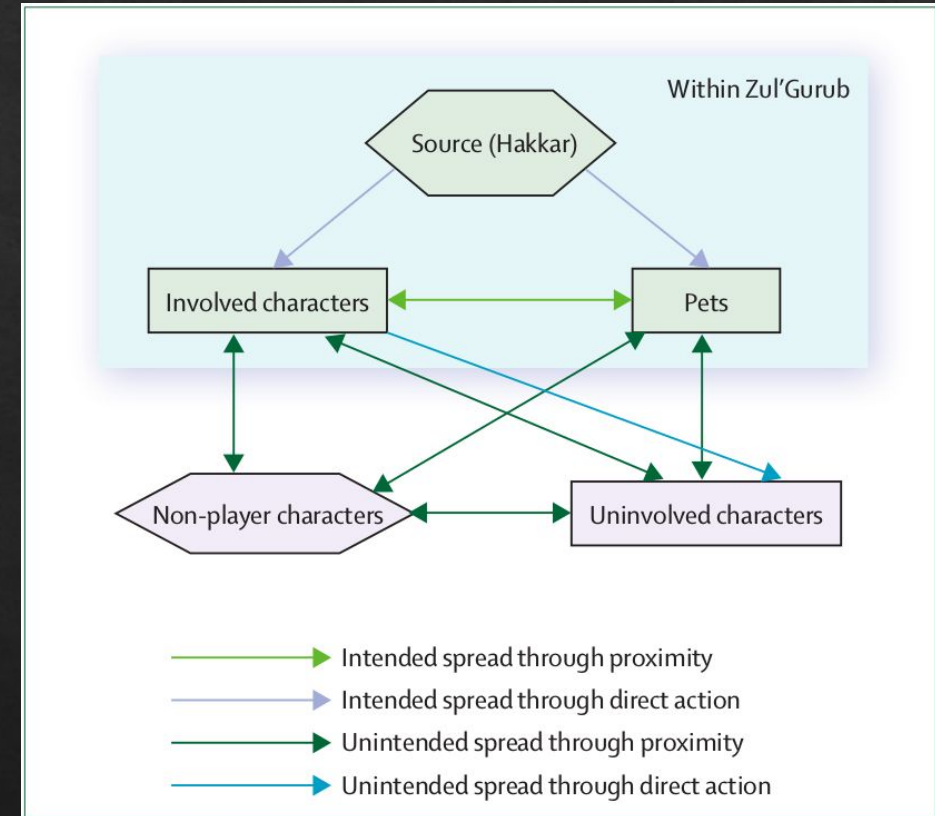 Within Zul’Gurub
Source (Hakkar)
Involved characters
Pets
Non-player characters
Uninvolved characters
Intended spread through proximity
Intended spread through direct action
Unintended spread through proximity
Unintended spread through direct action